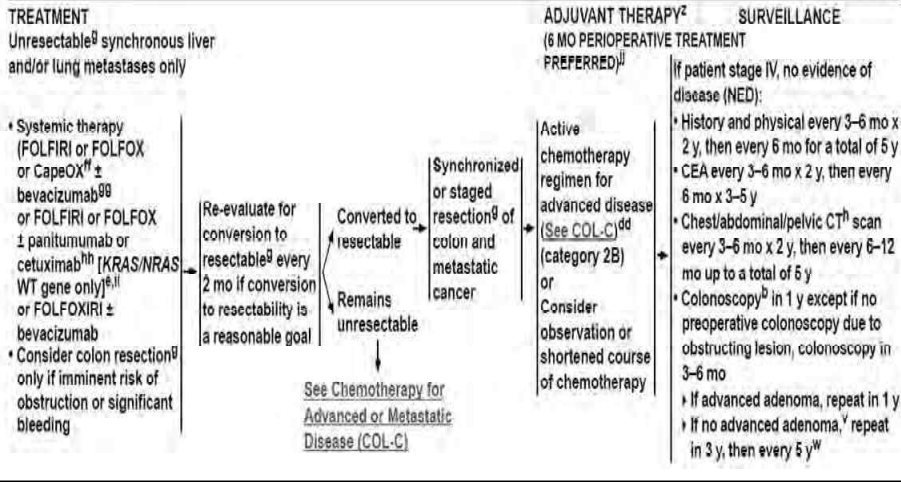 TREATMENT
Unresectableᵍ synchronous liver
and/or lung metastases only
• Systemic therapy
(FOLFIRI or FOLFOX
or CapeOXᶠᶠ ±
bevacizumabᵍᵍ
or FOLFIRI or FOLFOX
± panitumumab or
cetuximabʰʰ [KRAS/NRAS
WT gene only]ᵉ,ⁱⁱ
or FOLFOXIRI ±
bevacizumab
• Consider colon resectionᵍ
only if imminent risk of
obstruction or significant
bleeding
Re-evaluate for
conversion to
resectableᵍ every
2 mo if conversion
to resectability is
a reasonable goal
Converted to
resectable
Remains
unresectable
See Chemotherapy for
Advanced or Metastatic
Disease (COL-C)
Synchronized
or staged
resectionᵍ of
colon and
metastatic
cancer
ADJUVANT THERAPYᶻ
(6 MO PERIOPERATIVE TREATMENT
PREFERRED)ʲʲ
Active
chemotherapy
regimen for
advanced disease
(See COL-C)ᵈᵈ
(category 2B)
or
Consider
observation or
shortened course
of chemotherapy
SURVEILLANCE
If patient stage IV, no evidence of
disease (NED):
• History and physical every 3–6 mo x
2 y, then every 6 mo for a total of 5 y
• CEA every 3–6 mo x 2 y, then every
6 mo x 3–5 y
• Chest/abdominal/pelvic CTʰ scan
every 3–6 mo x 2 y, then every 6–12
mo up to a total of 5 y
• Colonoscopyᵇ in 1 y except if no
preoperative colonoscopy due to
obstructing lesion, colonoscopy in
3–6 mo
▸ If advanced adenoma, repeat in 1 y
▸ If no advanced adenoma,ᵛ repeat
in 3 y, then every 5 yʷ